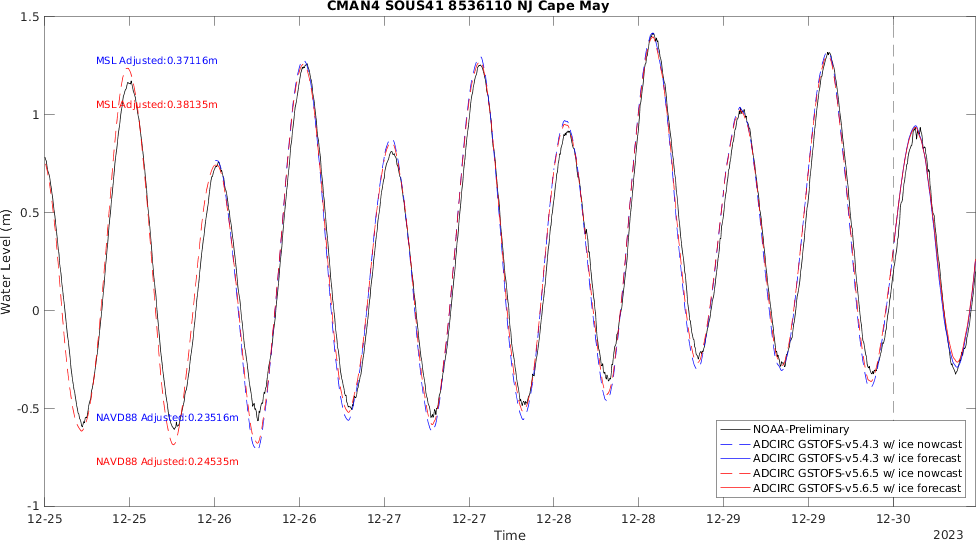 CMAN4 SOUS41 8536110 NJ Cape May
1.5
1
0.5
0
-0.5
-1
Water Level (m)
MSL Adjusted:0.37116m
MSL Adjusted:0.38135m
NAVD88 Adjusted:0.23516m
NAVD88 Adjusted:0.24535m
NOAA-Preliminary
ADCIRC GSTOFS-v5.4.3 w/ ice nowcast
ADCIRC GSTOFS-v5.4.3 w/ ice forecast
ADCIRC GSTOFS-v5.6.5 w/ ice nowcast
ADCIRC GSTOFS-v5.6.5 w/ ice forecast
12-25 12-25 12-26 12-26 12-27 12-27 12-28 12-28 12-29 12-29 12-30
Time
2023